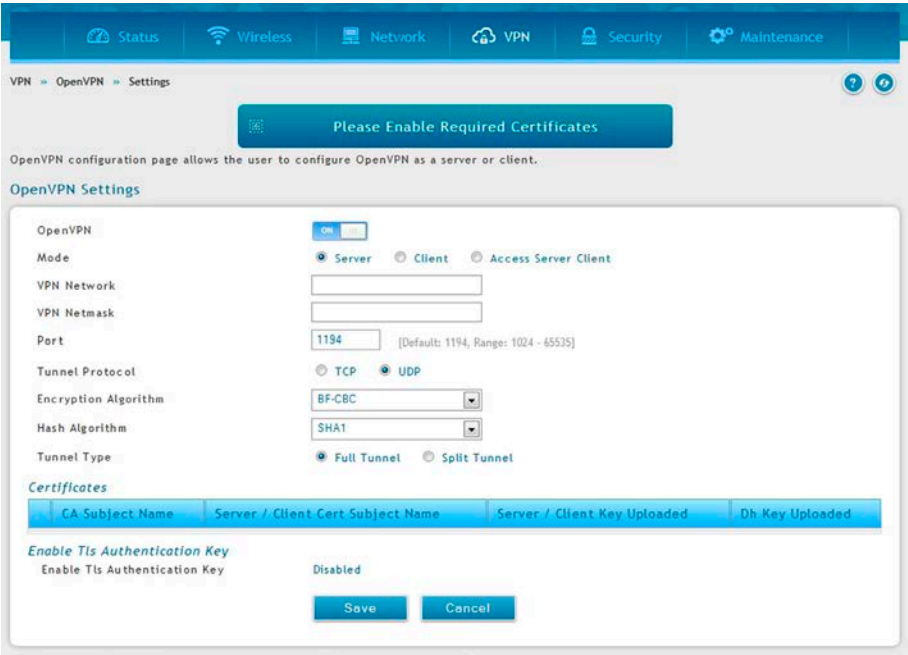 Status Wireless Network VPN Security Maintenance
VPN » OpenVPN » Settings
Please Enable Required Certificates
OpenVPN configuration page allows the user to configure OpenVPN as a server or client.
OpenVPN Settings
OpenVPN ON
Mode Server Client Access Server Client
VPN Network
VPN Netmask
Port 1194 [Default: 1194, Range: 1024 - 65535]
Tunnel Protocol TCP UDP
Encryption Algorithm BF-CBC
Hash Algorithm SHA1
Tunnel Type Full Tunnel Split Tunnel
Certificates
CA Subject Name Server / Client Cert Subject Name Server / Client Key Uploaded Dh Key Uploaded
Enable Tls Authentication Key
Enable Tls Authentication Key Disabled
Save Cancel